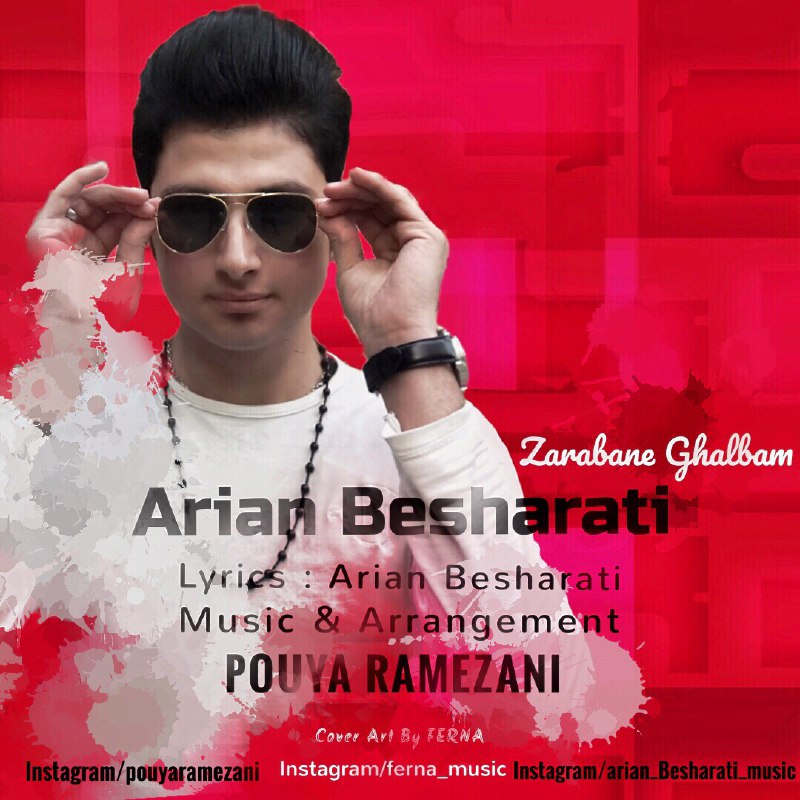 Zarabane Ghalbam
Arian Besharati
Lyrics : Arian Besharati
Music & Arrangement
POUYA RAMEZANI
Cover Art By FERNA
Instagram/pouyaramezani Instagram/ferna_music Instagram/arian_Besharati_music